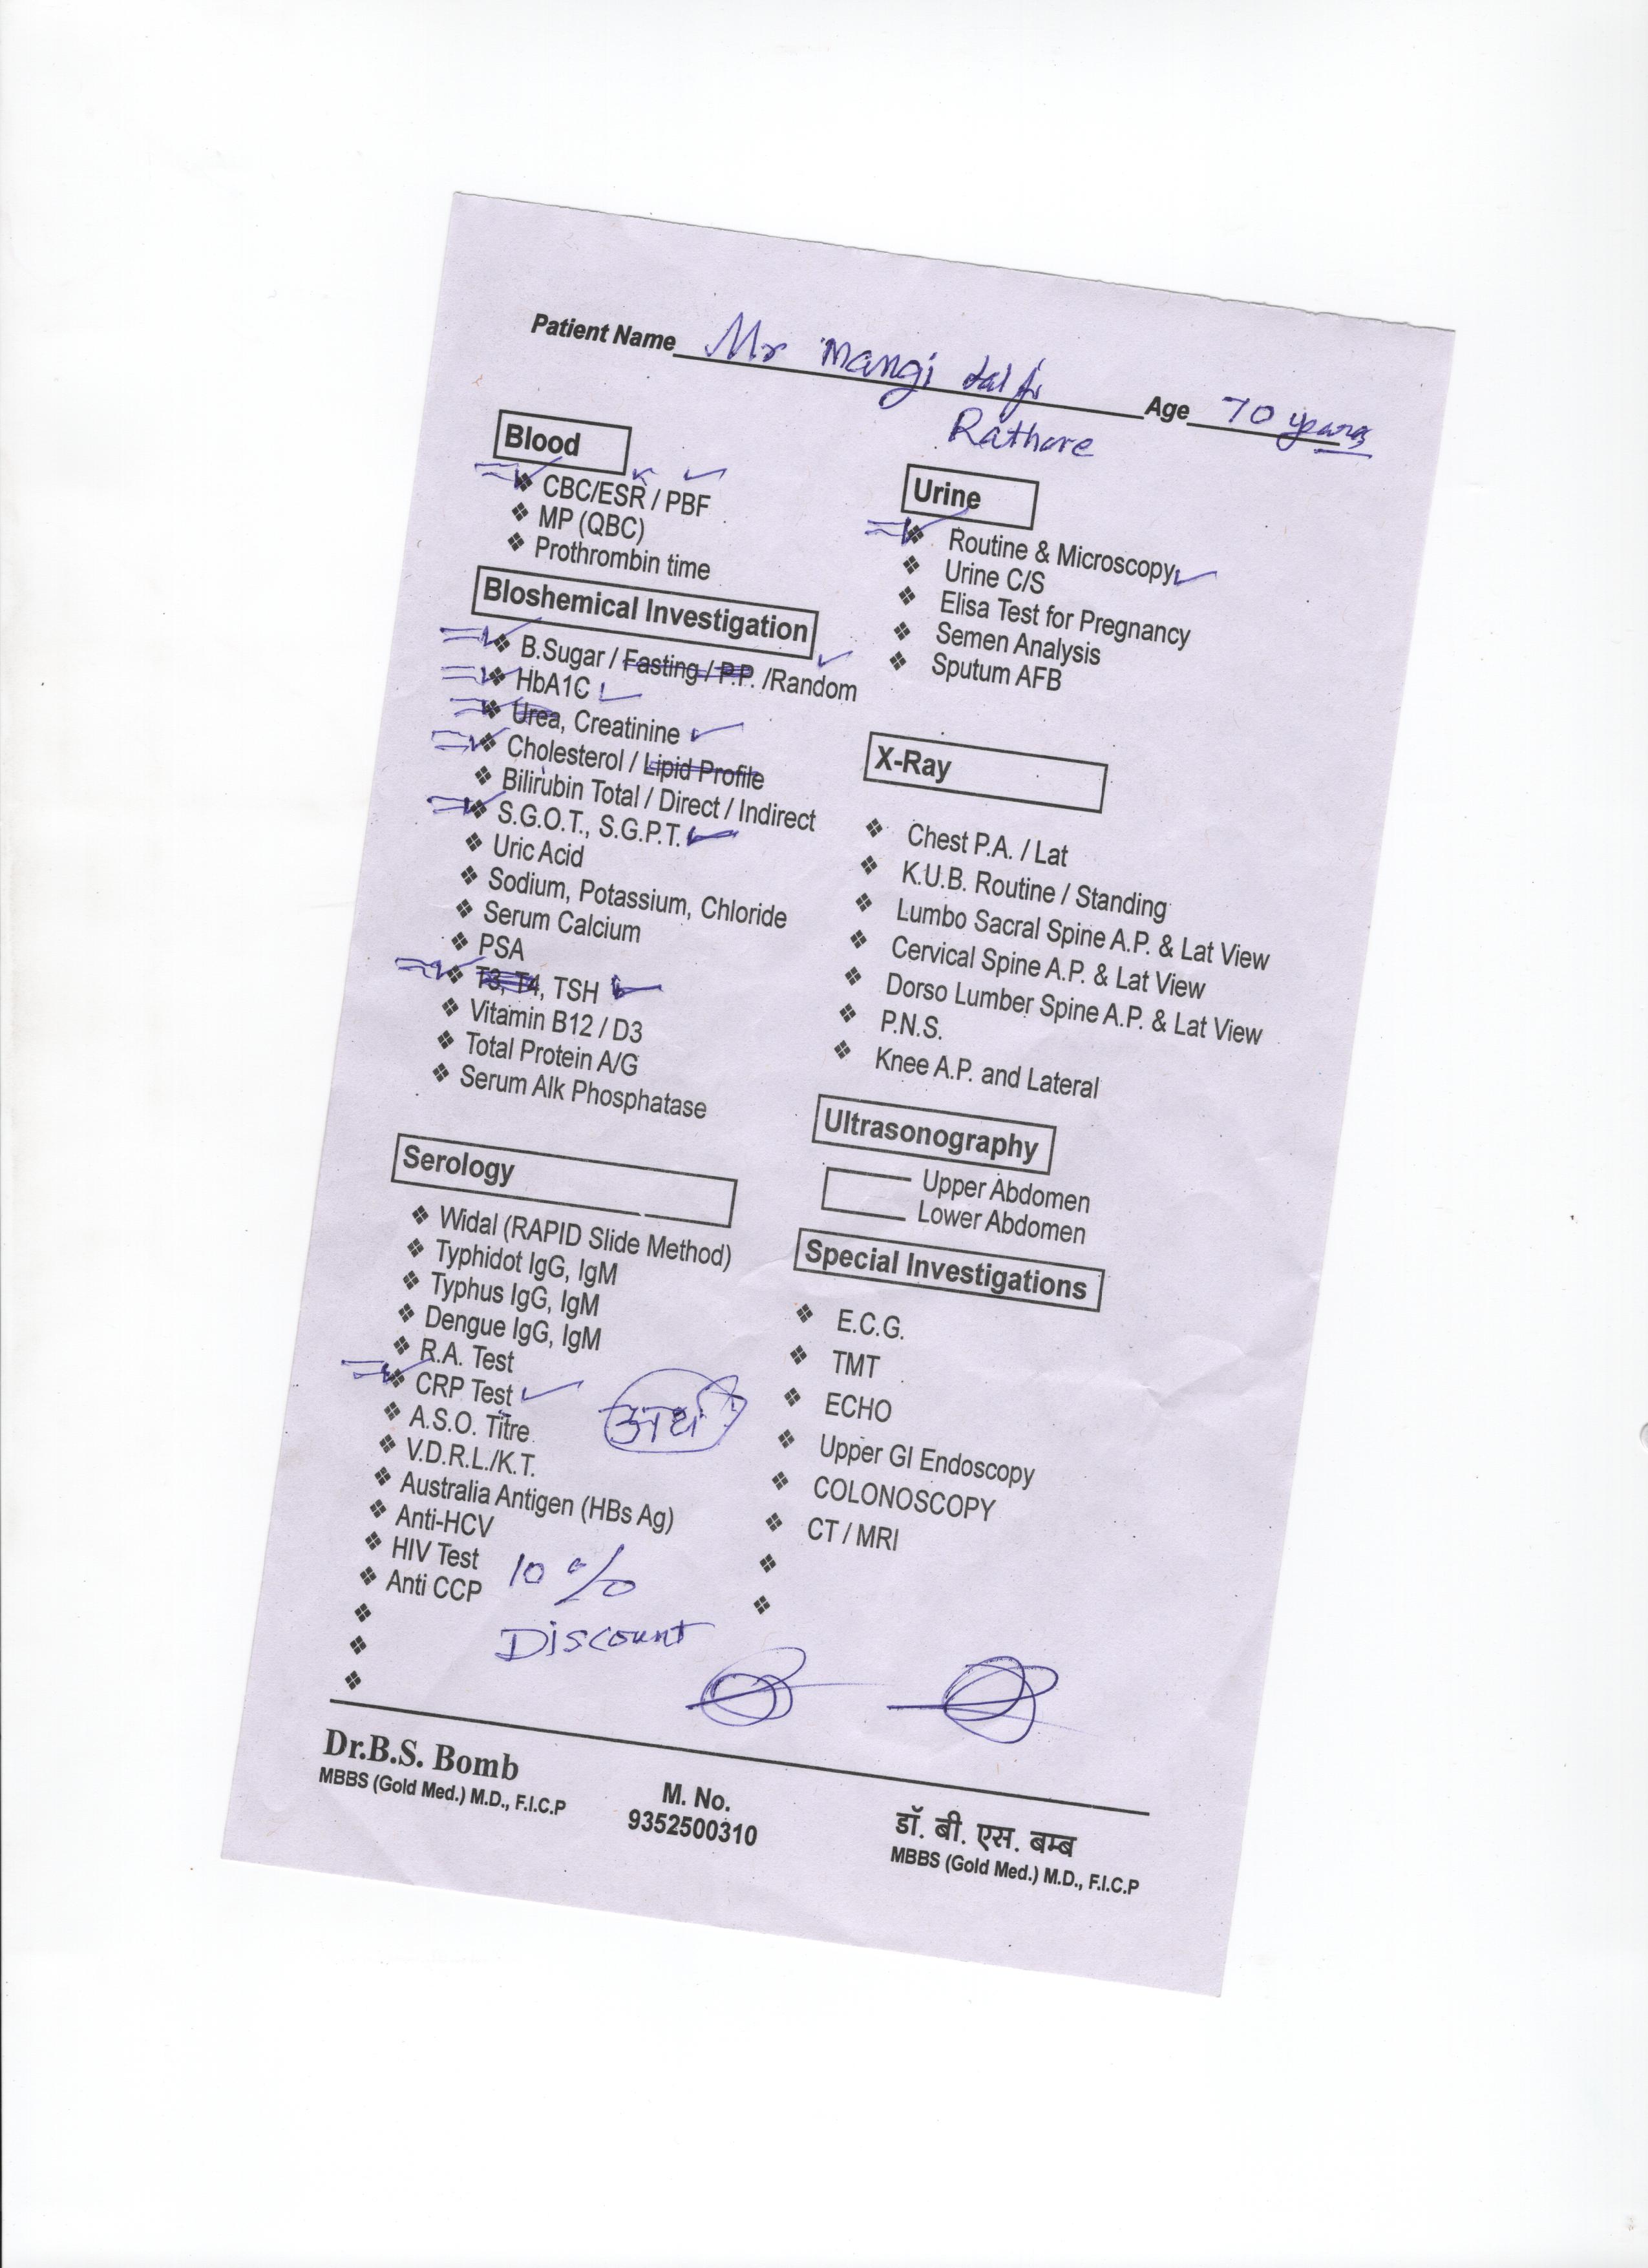 Patient Name Mr Mangi Lal Ji
Rathore
Age 70 years
Blood
CBC/ESR / PBF
MP (QBC)
Prothrombin time
Bloshemical Investigation
B.Sugar / Fasting / P.P. /Random
HbA1C
Urea, Creatinine
Cholesterol / Lipid Profile
Bilirubin Total / Direct / Indirect
S.G.O.T., S.G.P.T.
Uric Acid
Sodium, Potassium, Chloride
Serum Calcium
PSA
T3, T4, TSH
Vitamin B12 / D3
Total Protein A/G
Serum Alk Phosphatase
Serology
Widal (RAPID Slide Method)
Typhidot IgG, IgM
Typhus IgG, IgM
Dengue IgG, IgM
R.A. Test
CRP Test
A.S.O. Titre
V.D.R.L./K.T.
Australia Antigen (HBs Ag)
Anti-HCV
HIV Test
Anti CCP
10 %
Discount
Urine
Routine & Microscopy
Urine C/S
Elisa Test for Pregnancy
Semen Analysis
Sputum AFB
X-Ray
Chest P.A. / Lat
K.U.B. Routine / Standing
Lumbo Sacral Spine A.P. & Lat View
Cervical Spine A.P. & Lat View
Dorso Lumber Spine A.P. & Lat View
P.N.S.
Knee A.P. and Lateral
Ultrasonography
Upper Abdomen
Lower Abdomen
Special Investigations
E.C.G.
TMT
ECHO
Upper GI Endoscopy
COLONOSCOPY
CT / MRI
Dr.B.S. Bomb
MBBS (Gold Med.) M.D., F.I.C.P
M. No.
9352500310
डॉ. बी. एस. बम्ब
MBBS (Gold Med.) M.D., F.I.C.P